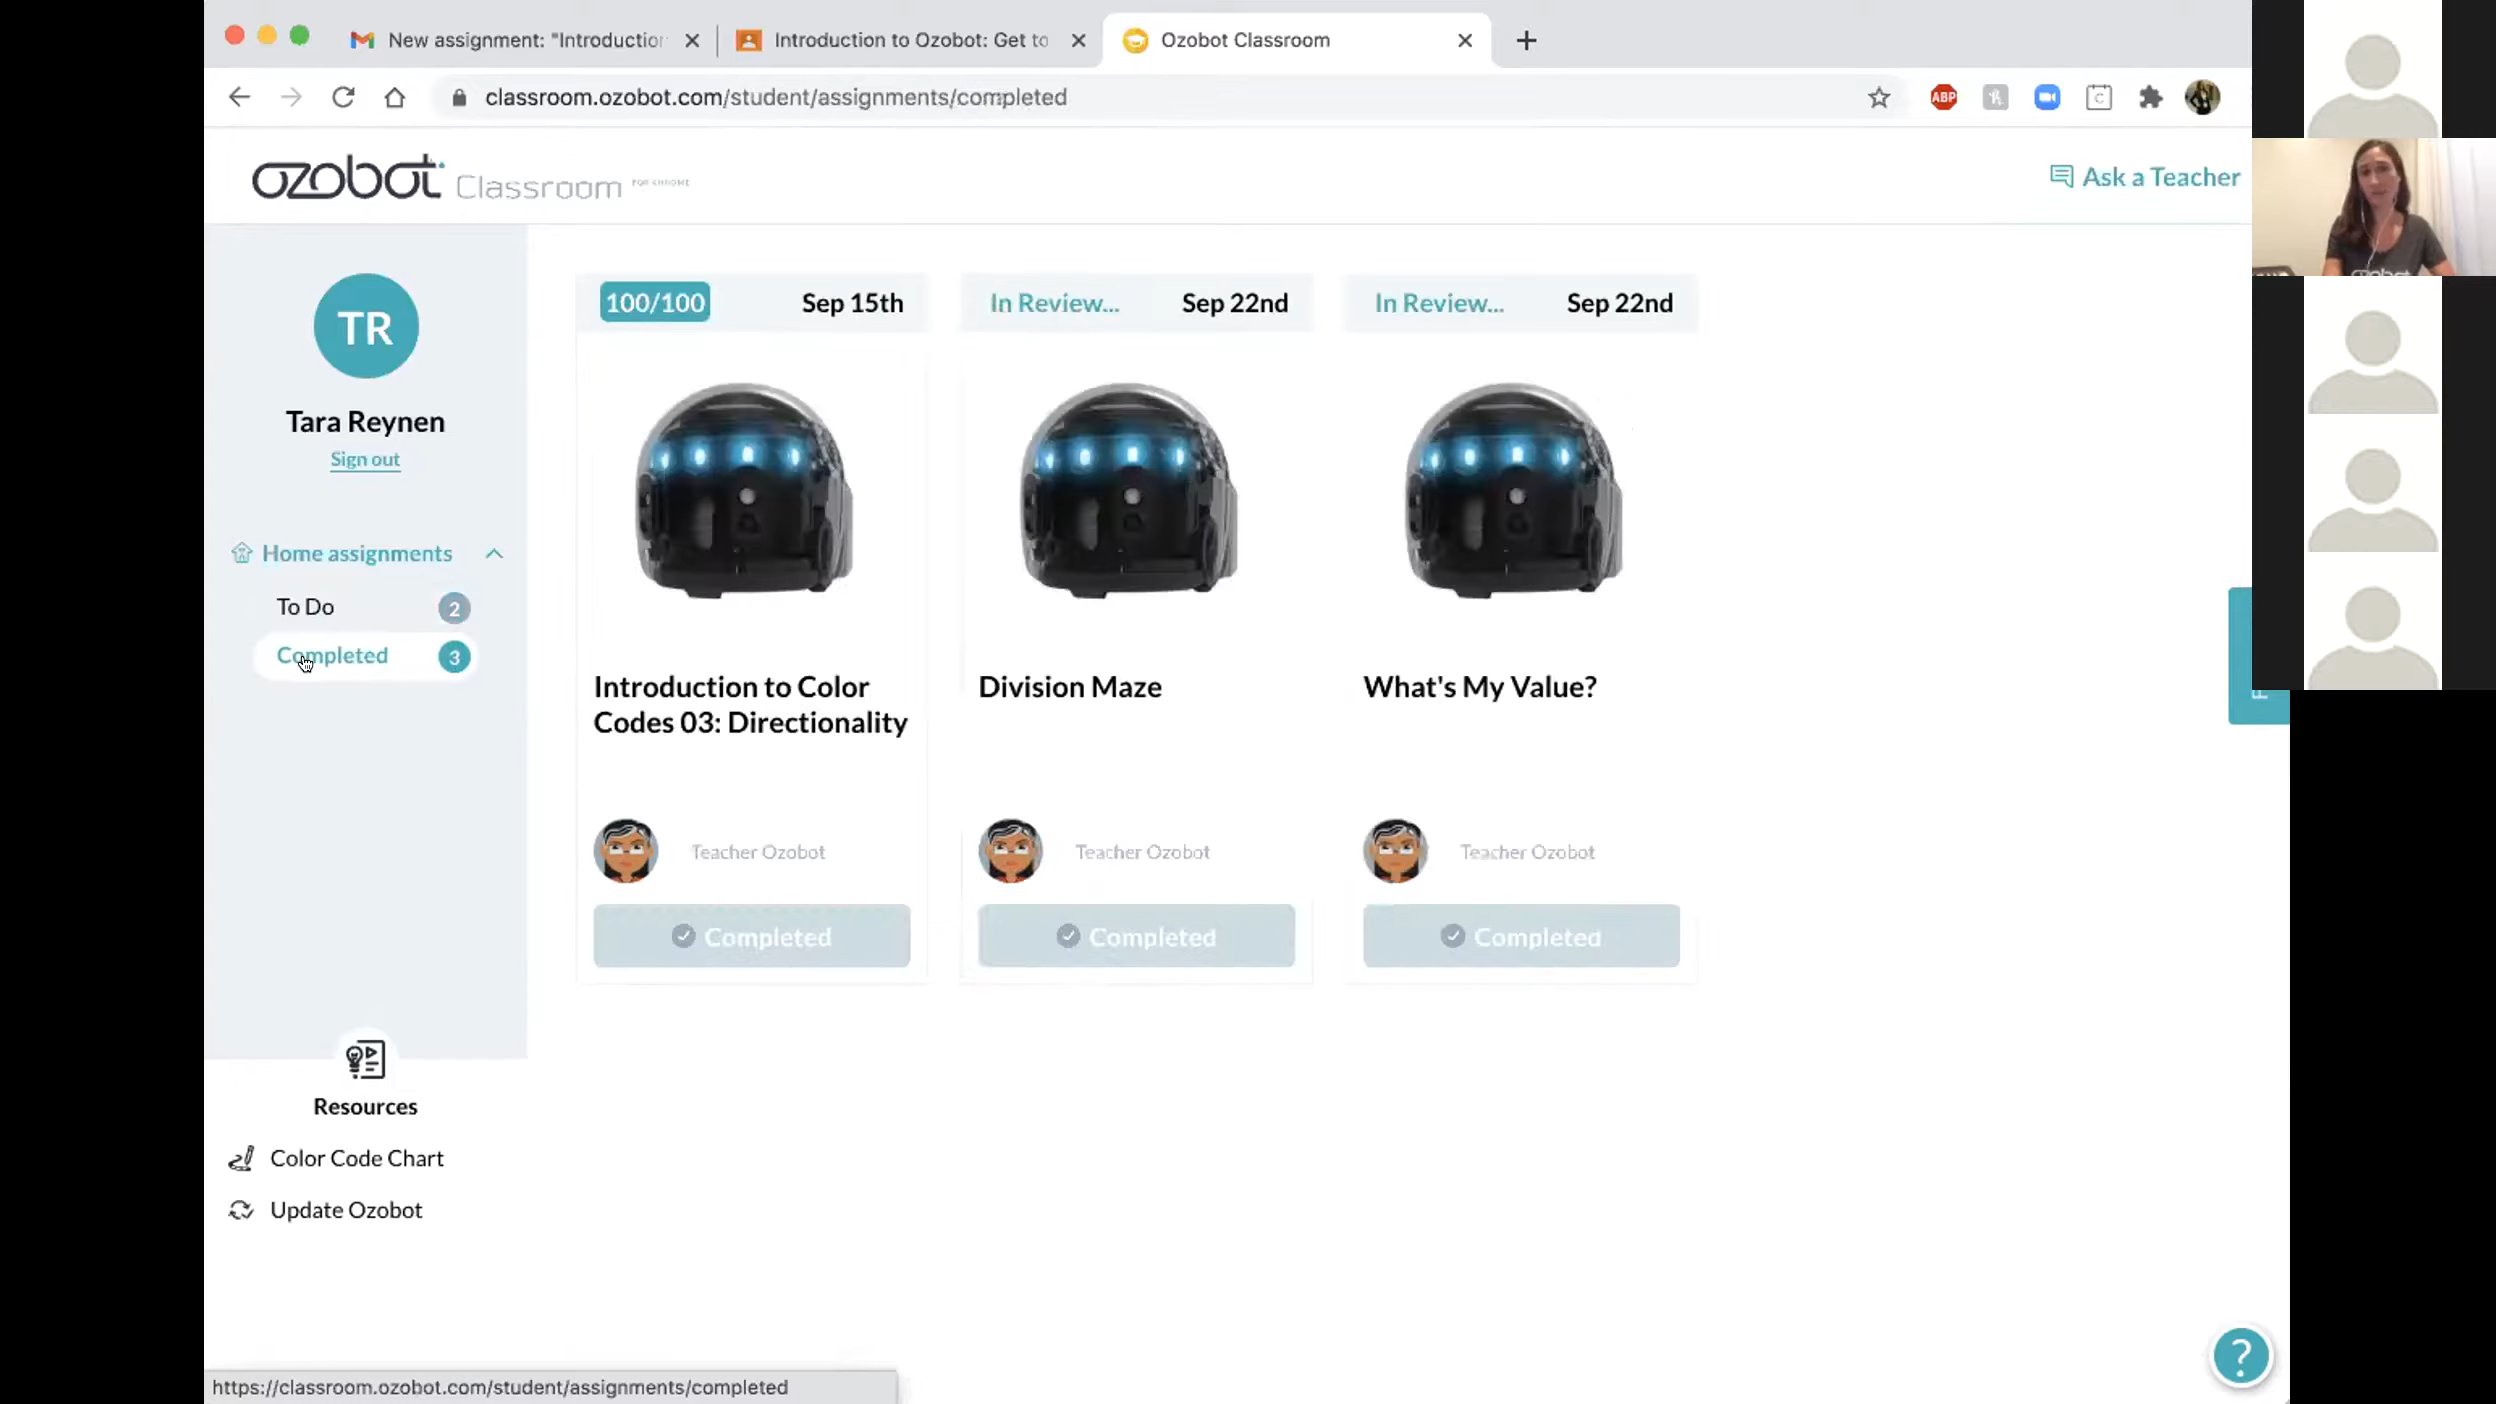 New assignment: "Introduction
Introduction to Ozobot: Get to
Ozobot Classroom
classroom.ozobot.com/student/assignments/completed
ABP
ozobot Classroom FOR CHROME
Ask a Teacher
TR
Tara Reynen
Sign out
Home assignments
To Do 2
Completed 3
100/100 Sep 15th
Introduction to Color
Codes 03: Directionality
Teacher Ozobot
Completed
In Review... Sep 22nd
Division Maze
Teacher Ozobot
Completed
In Review... Sep 22nd
What's My Value?
Teacher Ozobot
Completed
Resources
Color Code Chart
Update Ozobot
?
https://classroom.ozobot.com/student/assignments/completed